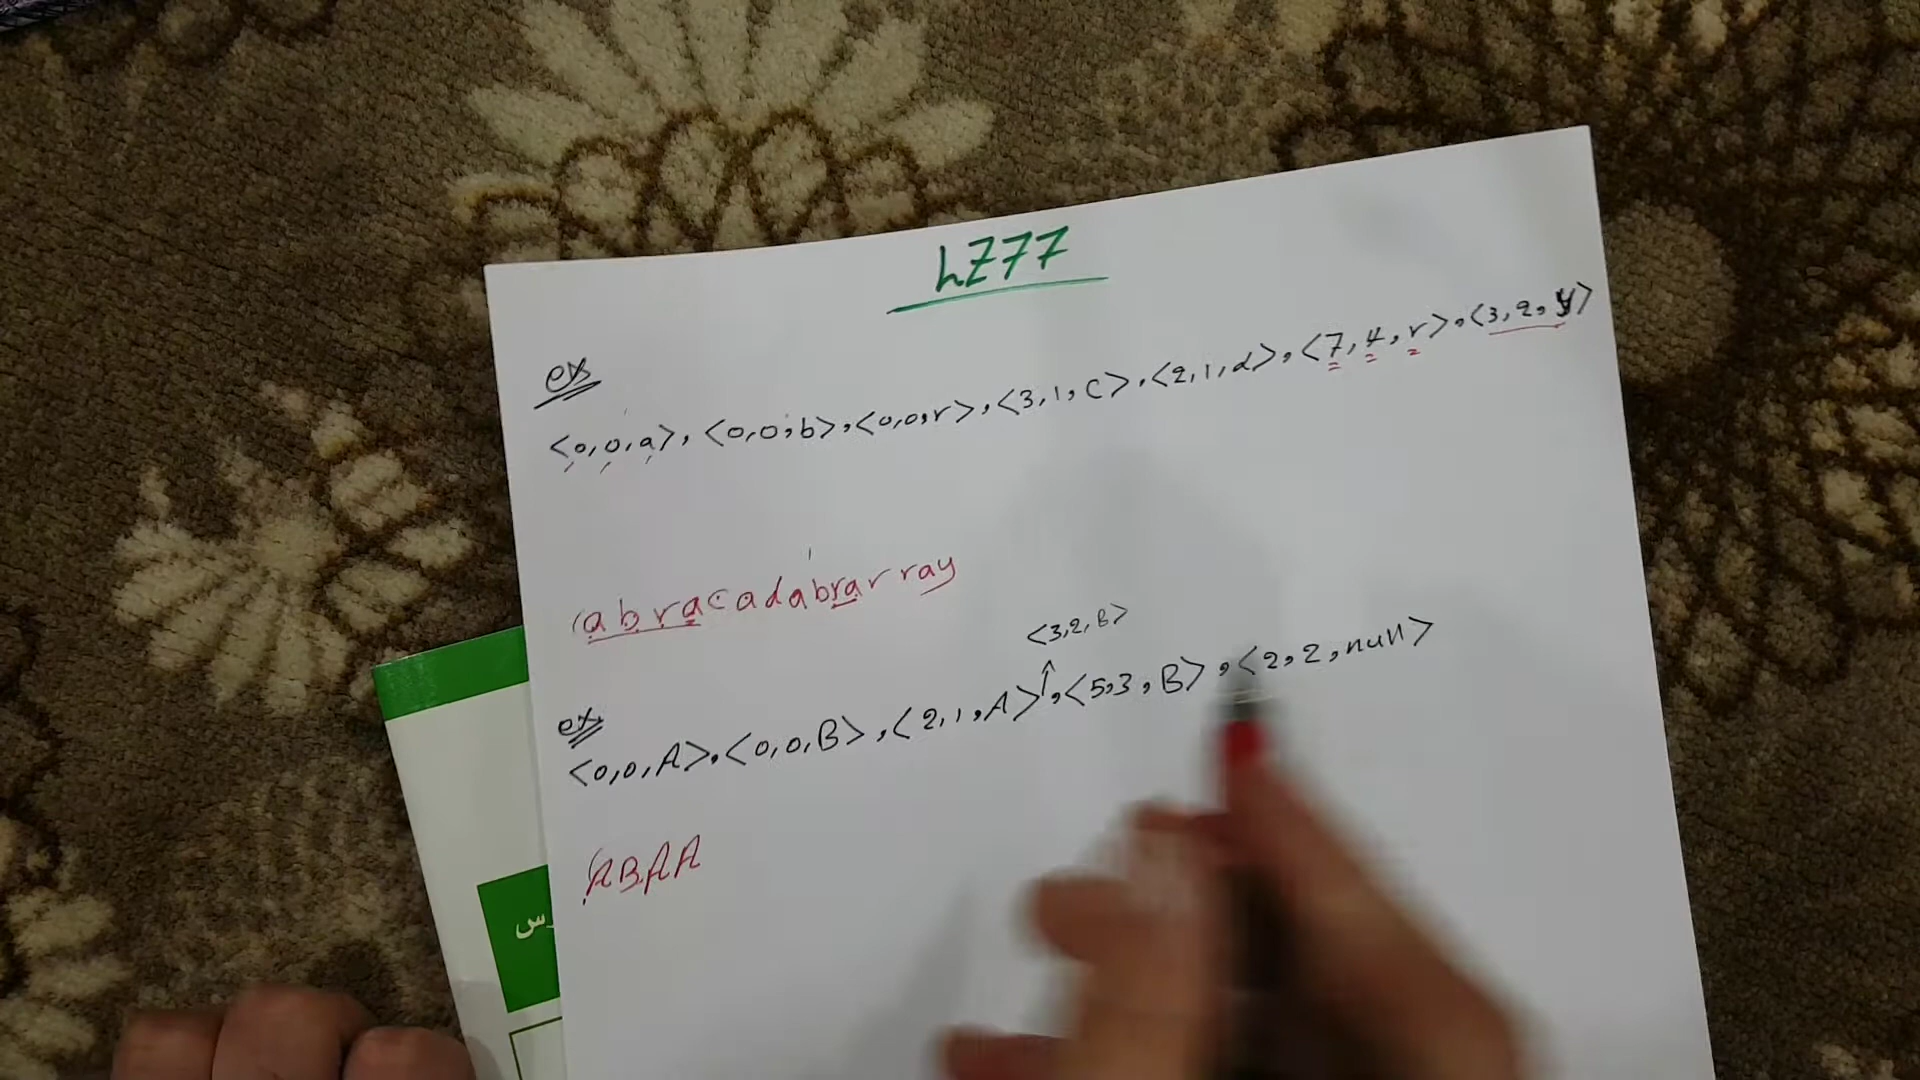 LZ77
ex
<0,0,a>, <0,0,b>,<0,0,r>,<3,1,C>,<2,1,d>,<7,4,r>,<3,2,y>
abracadabrarray
<3,2,B>
ex
<0,0,A>,<0,0,B>,<2,1,A>,<5,3,B>,<2,2,null>
ABAA